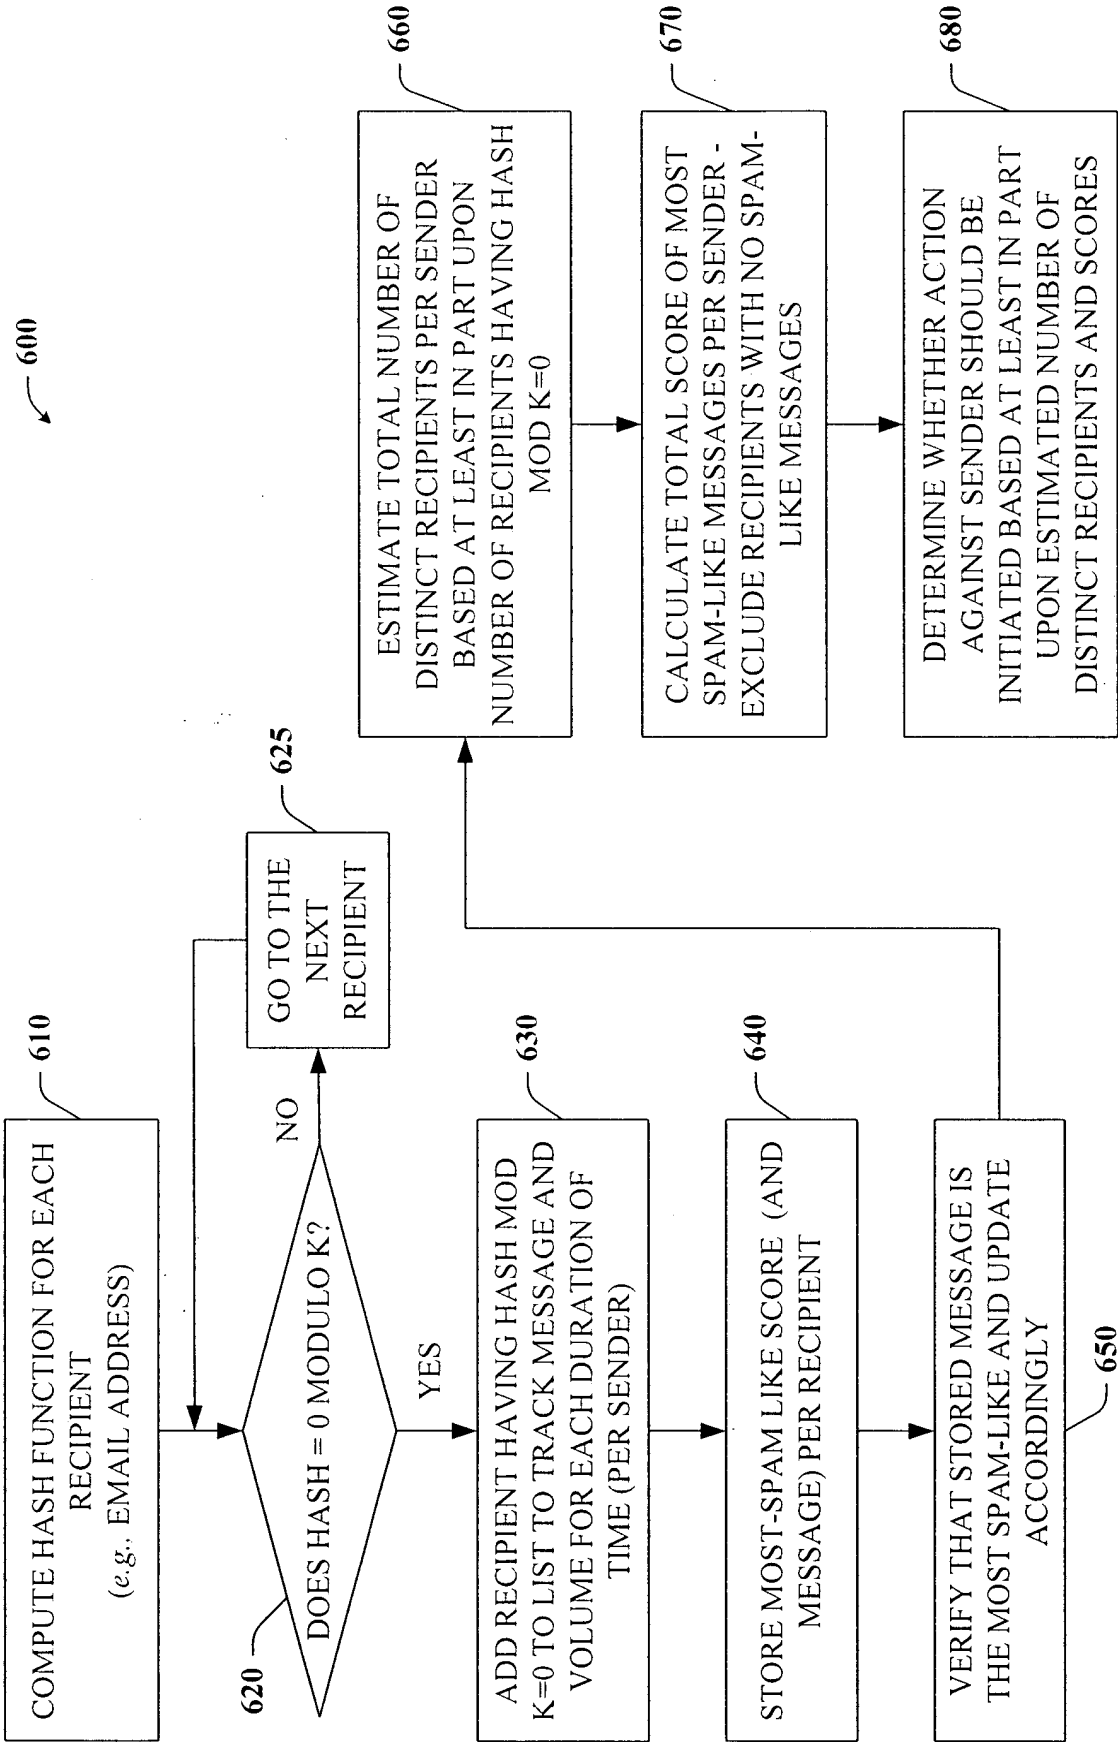 600
COMPUTE HASH FUNCTION FOR EACH
RECIPIENT
(e.g., EMAIL ADDRESS)
610
DOES HASH = 0 MODULO K?
620
NO
GO TO THE
NEXT
RECIPIENT
625
YES
ADD RECIPIENT HAVING HASH MOD
K=0 TO LIST TO TRACK MESSAGE AND
VOLUME FOR EACH DURATION OF
TIME (PER SENDER)
630
STORE MOST-SPAM LIKE SCORE (AND
MESSAGE) PER RECIPIENT
640
VERIFY THAT STORED MESSAGE IS
THE MOST SPAM-LIKE AND UPDATE
ACCORDINGLY
650
ESTIMATE TOTAL NUMBER OF
DISTINCT RECIPIENTS PER SENDER
BASED AT LEAST IN PART UPON
NUMBER OF RECIPIENTS HAVING HASH
MOD K=0
660
CALCULATE TOTAL SCORE OF MOST
SPAM-LIKE MESSAGES PER SENDER -
EXCLUDE RECIPIENTS WITH NO SPAM-
LIKE MESSAGES
670
DETERMINE WHETHER ACTION
AGAINST SENDER SHOULD BE
INITIATED BASED AT LEAST IN PART
UPON ESTIMATED NUMBER OF
DISTINCT RECIPIENTS AND SCORES
680